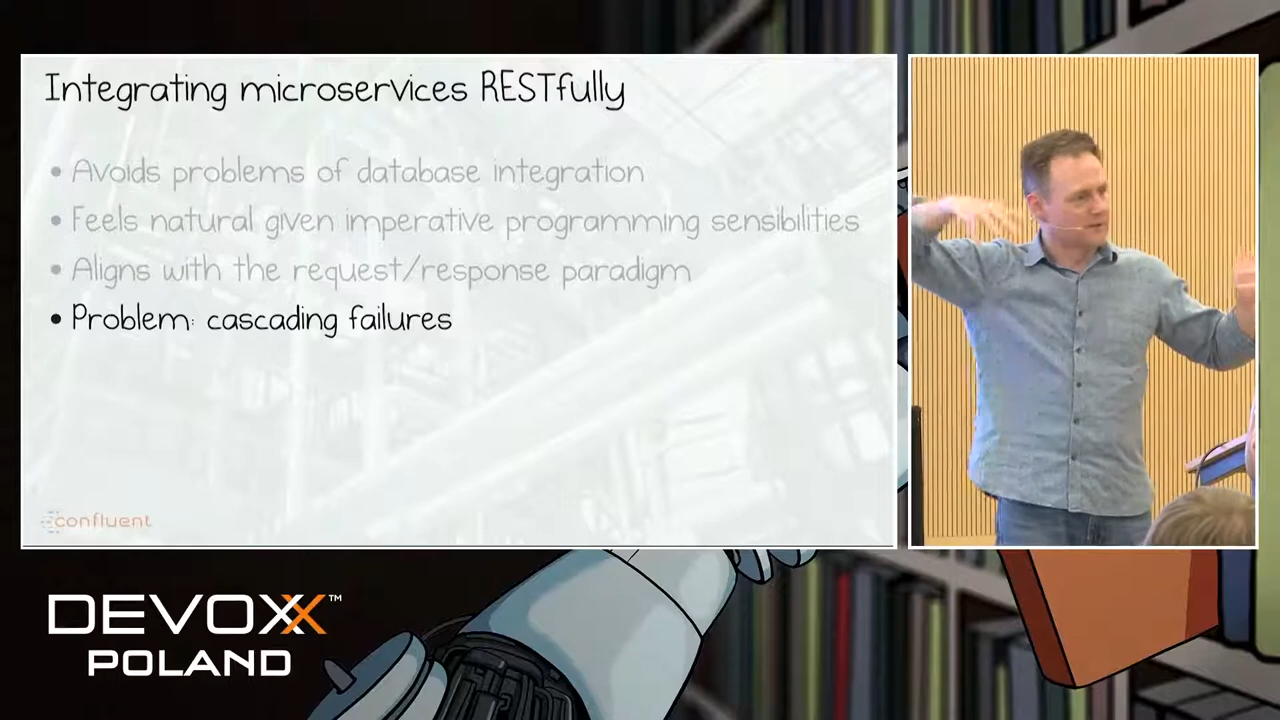 Integrating microservices RESTfully
• Avoids problems of database integration
• Feels natural given imperative programming sensibilities
• Aligns with the request/response paradigm
• Problem: cascading failures
confluent
DEVOXX™
POLAND